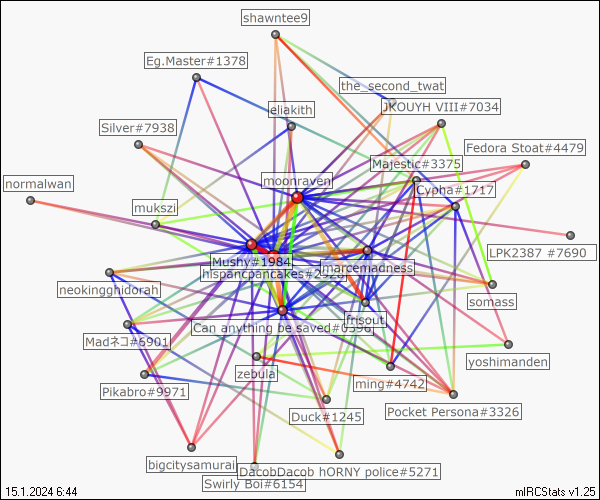 shawntee9
Eg.Master#1378
the_second_twat
JKOUYH VIII#7034
eliakith
Silver#7938
Fedora Stoat#4479
Majestic#3375
normalwan
moonraven
Cypha#1717
mukszi
LPK2387 #7690
Mushy#1984
marcemadness
neokingghidorah
somass
frisout
Can anything be saved#0396
Madネコ#6901
yoshimanden
zebula
ming#4742
Pikabro#9971
Pocket Persona#3326
Duck#1245
bigcitysamurai
DacobDacob hORNY police#5271
Swirly Boi#6154
15.1.2024 6:44
mIRCStats v1.25